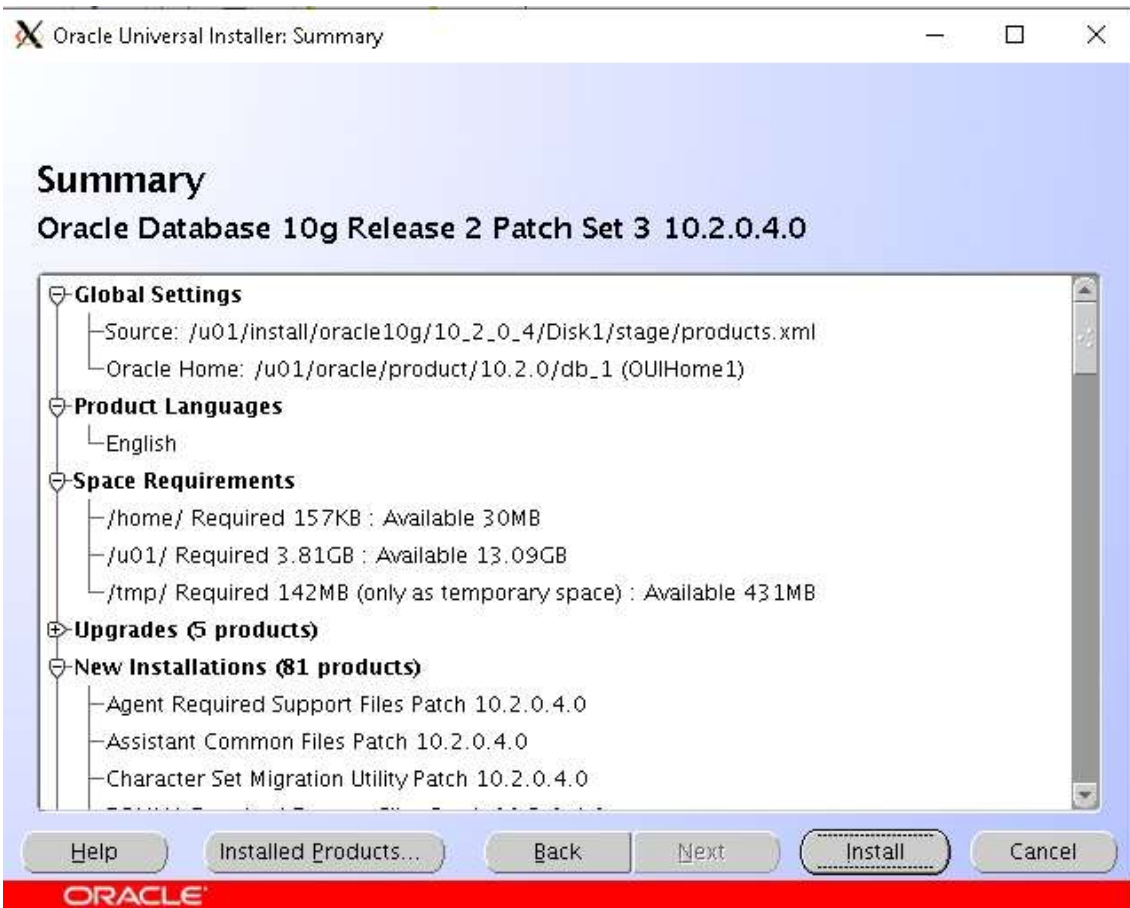 Oracle Universal Installer: Summary
Summary
Oracle Database 10g Release 2 Patch Set 3 10.2.0.4.0
Global Settings
Source: /u01/install/oracle10g/10_2_0_4/Disk1/stage/products.xml
Oracle Home: /u01/oracle/product/10.2.0/db_1 (OUIHome1)
Product Languages
English
Space Requirements
/home/ Required 157KB : Available 30MB
/u01/ Required 3.81GB : Available 13.09GB
/tmp/ Required 142MB (only as temporary space) : Available 431MB
Upgrades (5 products)
New Installations (81 products)
Agent Required Support Files Patch 10.2.0.4.0
Assistant Common Files Patch 10.2.0.4.0
Character Set Migration Utility Patch 10.2.0.4.0
Help Installed Products... Back Next Install Cancel
ORACLE